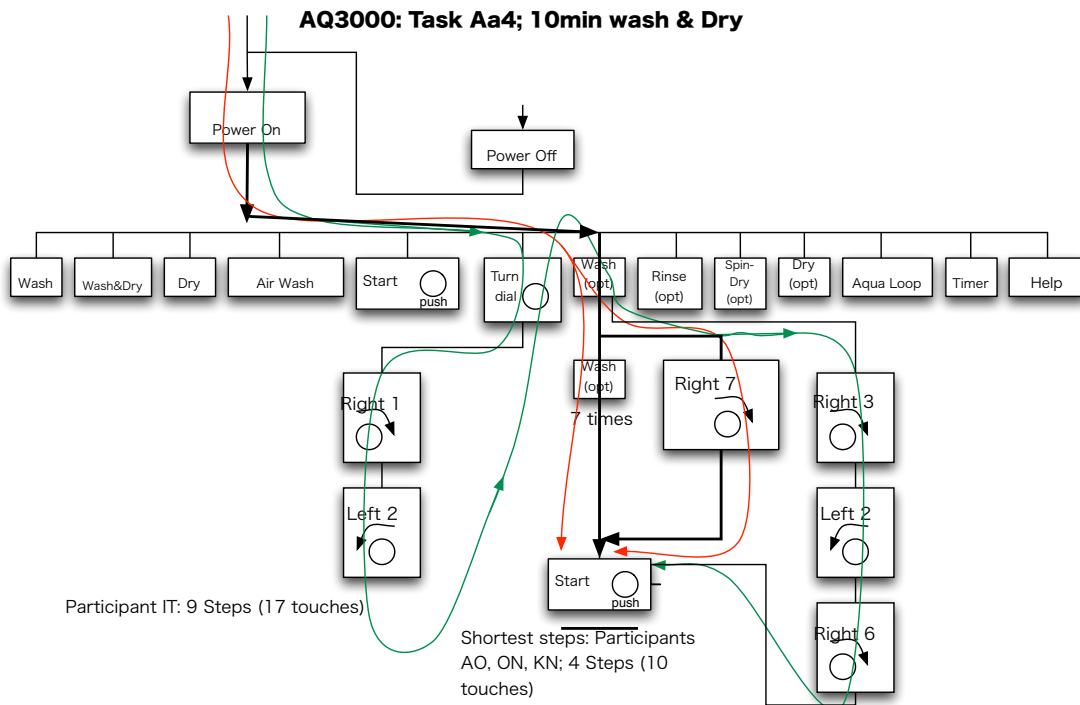 AQ3000: Task Aa4; 10min wash & Dry
Power On
Power Off
Wash
Wash&Dry
Dry
Air Wash
Start
push
Turn
dial
Wash
(opt)
Rinse
(opt)
Spin-
Dry
(opt)
Dry
(opt)
Aqua Loop
Timer
Help
Wash
(opt)
7 times
Right 7
Right 1
Right 3
Left 2
Left 2
Start
push
Right 6
Participant IT: 9 Steps (17 touches)
Shortest steps: Participants
AO, ON, KN; 4 Steps (10
touches)